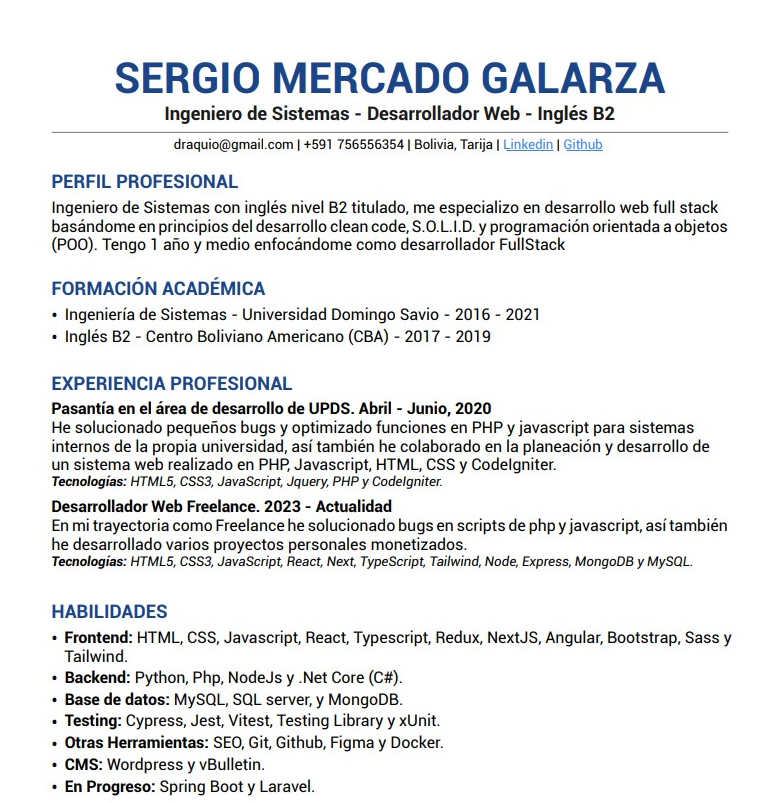 SERGIO MERCADO GALARZA
Ingeniero de Sistemas - Desarrollador Web - Inglés B2
draquio@gmail.com | +591 756556354 | Bolivia, Tarija | Linkedin | Github
PERFIL PROFESIONAL
Ingeniero de Sistemas con inglés nivel B2 titulado, me especializo en desarrollo web full stack
basándome en principios del desarrollo clean code, S.O.L.I.D. y programación orientada a objetos
(POO). Tengo 1 año y medio enfocándome como desarrollador FullStack
FORMACIÓN ACADÉMICA
• Ingeniería de Sistemas - Universidad Domingo Savio - 2016 - 2021
• Inglés B2 - Centro Boliviano Americano (CBA) - 2017 - 2019
EXPERIENCIA PROFESIONAL
Pasantía en el área de desarrollo de UPDS. Abril - Junio, 2020
He solucionado pequeños bugs y optimizado funciones en PHP y javascript para sistemas
internos de la propia universidad, así también he colaborado en la planeación y desarrollo de
un sistema web realizado en PHP, Javascript, HTML, CSS y CodeIgniter.
Tecnologías: HTML5, CSS3, JavaScript, Jquery, PHP y CodeIgniter.
Desarrollador Web Freelance. 2023 - Actualidad
En mi trayectoria como Freelance he solucionado bugs en scripts de php y javascript, así también
he desarrollado varios proyectos personales monetizados.
Tecnologías: HTML5, CSS3, JavaScript, React, Next, TypeScript, Tailwind, Node, Express, MongoDB y MySQL.
HABILIDADES
• Frontend: HTML, CSS, Javascript, React, Typescript, Redux, NextJS, Angular, Bootstrap, Sass y
Tailwind.
• Backend: Python, Php, NodeJs y .Net Core (C#).
• Base de datos: MySQL, SQL server, y MongoDB.
• Testing: Cypress, Jest, Vitest, Testing Library y xUnit.
• Otras Herramientas: SEO, Git, Github, Figma y Docker.
• CMS: Wordpress y vBulletin.
• En Progreso: Spring Boot y Laravel.